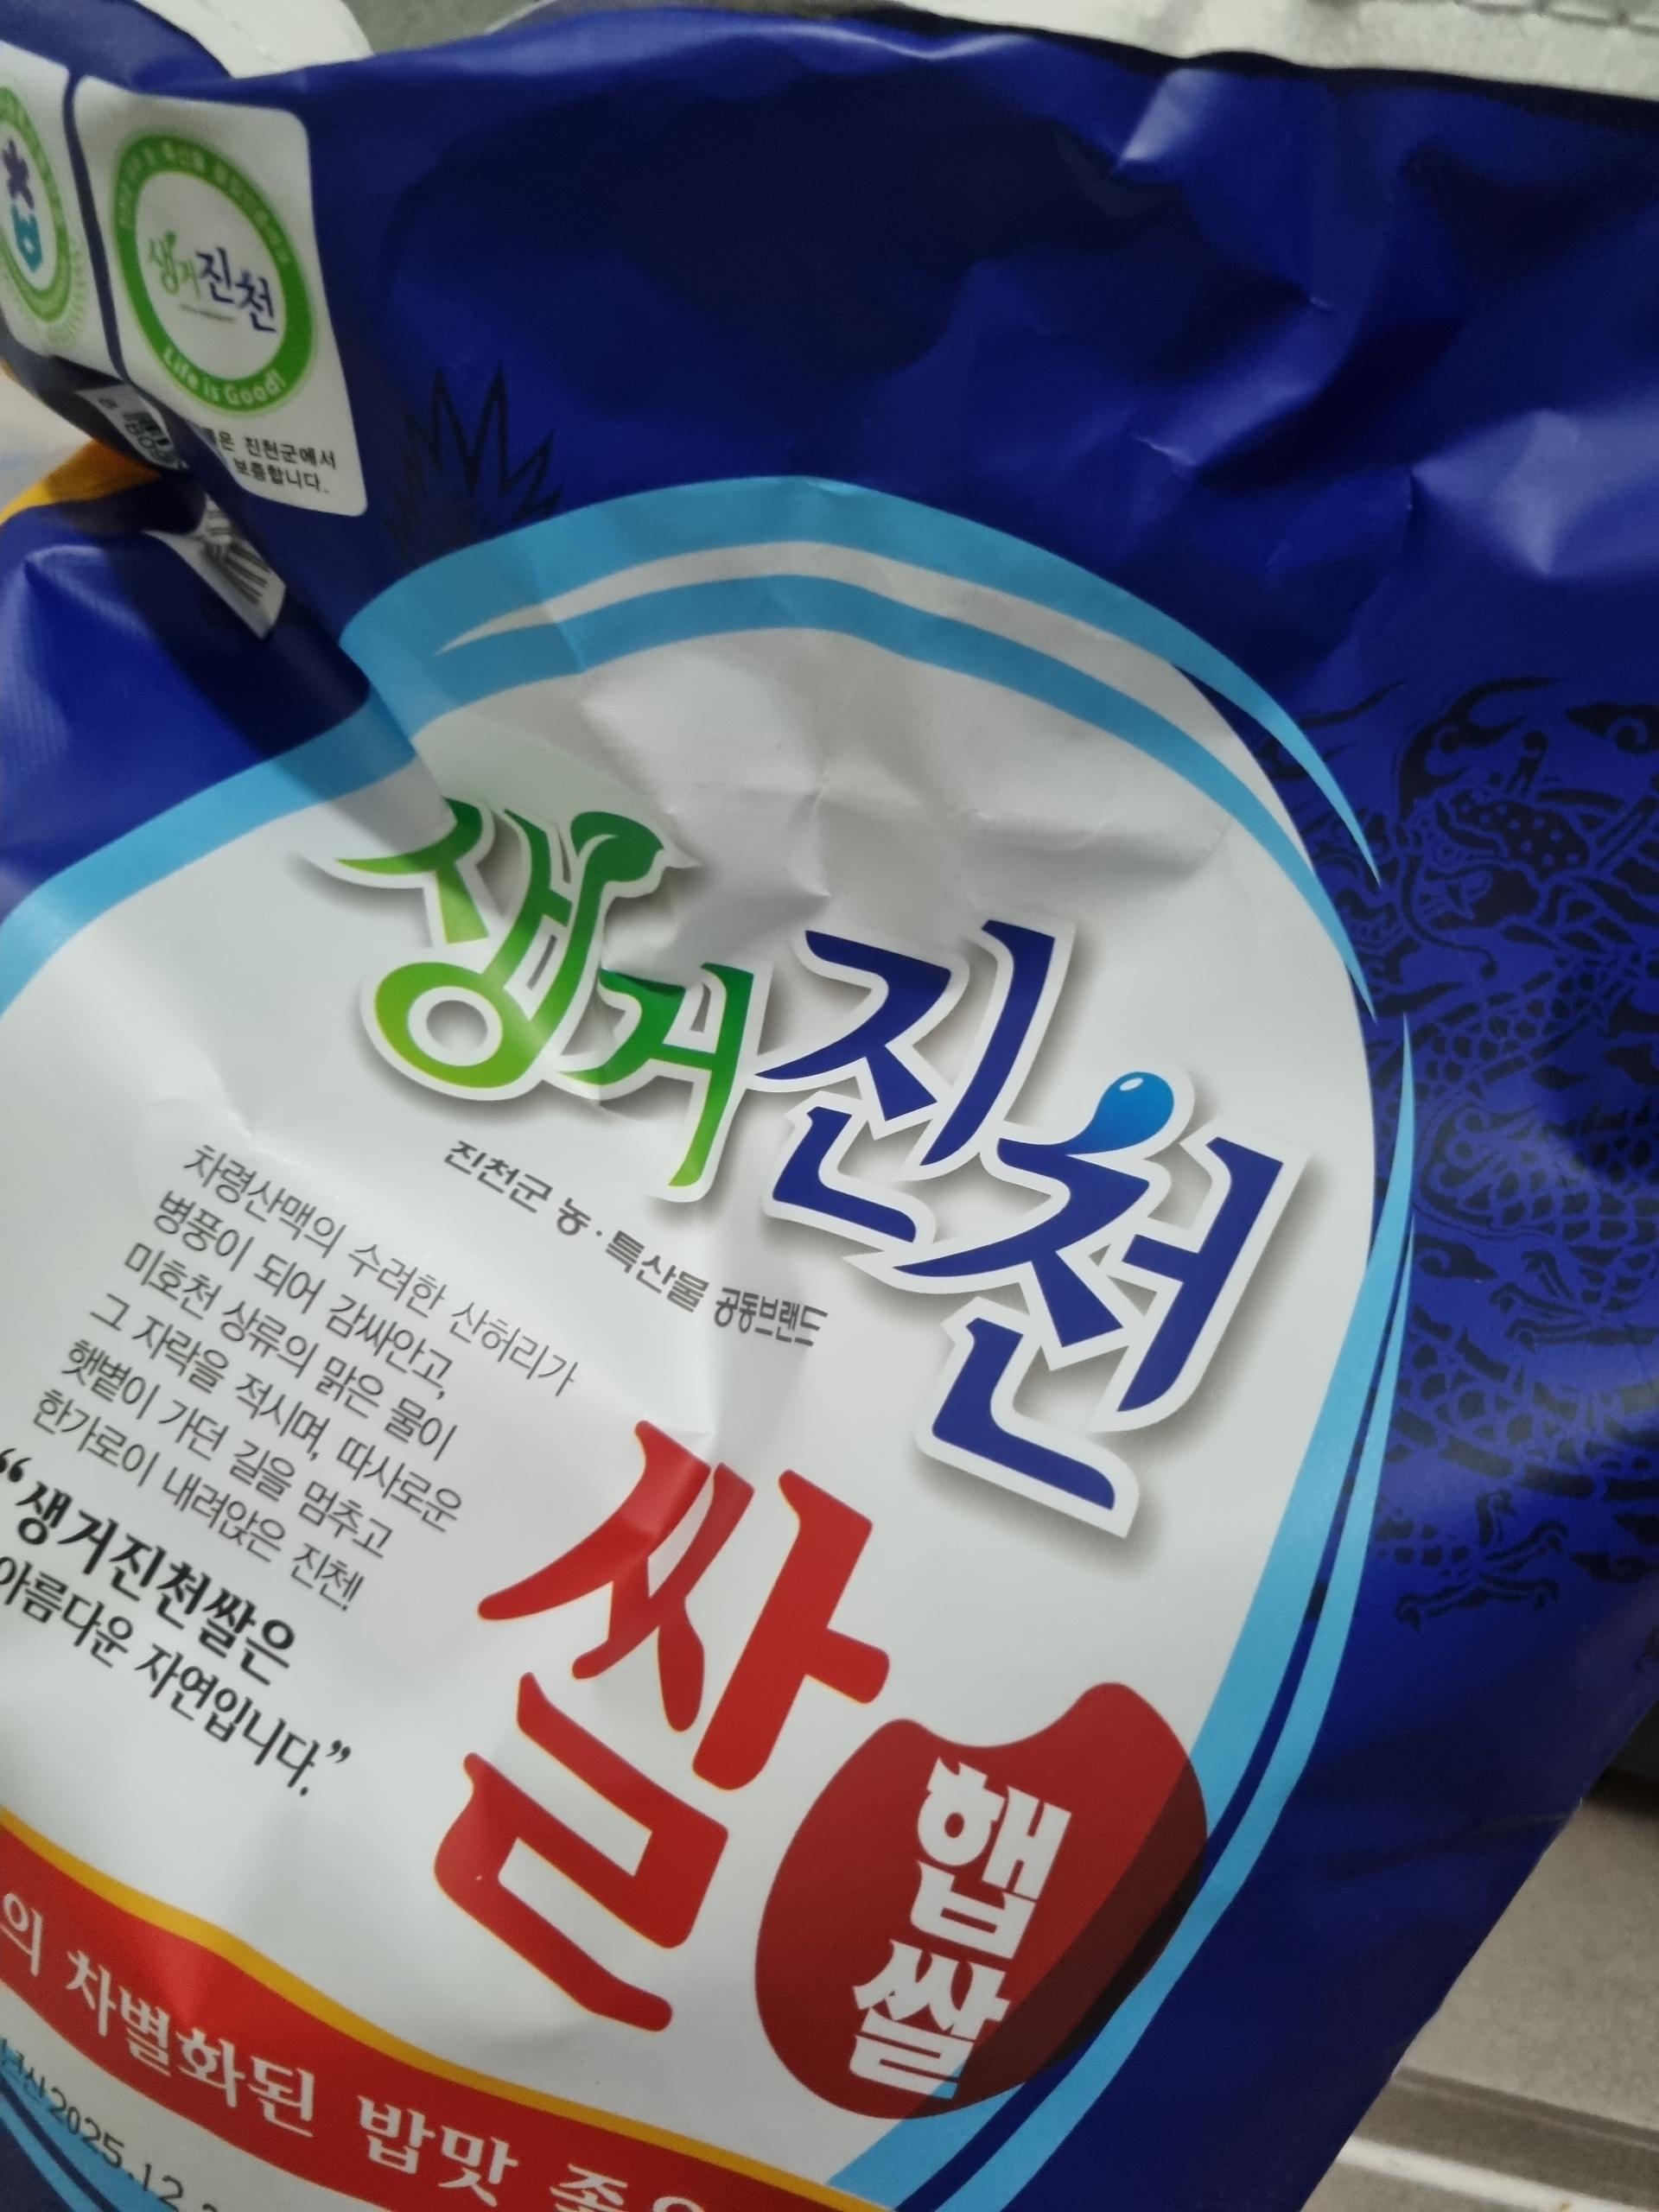 생거진천
Life is Good!
은 진천군에서
보증합니다.
생거진천
진천군 농·특산물 공동브랜드
차령산맥의 수려한 산허리가
병풍이 되어 감싸안고,
미호천 상류의 맑은 물이
그 자락을 적시며, 따사로운
햇볕이 가던 길을 멈추고
한가로이 내려앉은 진천!
“생거진천쌀은
아름다운 자연입니다.”
쌀
햅쌀
의 차별화된 밥맛
2025.12.